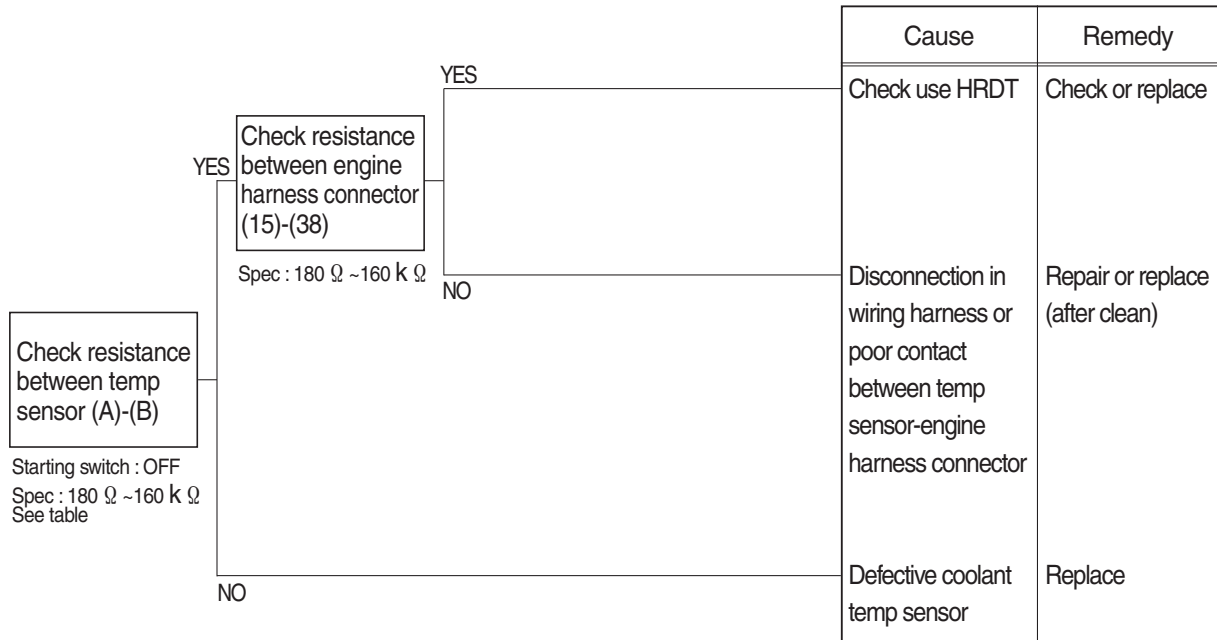 Cause
Remedy
YES
Check use HRDT
Check or replace
Check resistance
between engine
harness connector
(15)-(38)
YES
Spec : 180 Ω ~160 k Ω
NO
Disconnection in
wiring harness or
poor contact
between temp
sensor-engine
harness connector
Repair or replace
(after clean)
Check resistance
between temp
sensor (A)-(B)
Starting switch : OFF
Spec : 180 Ω ~160 k Ω
See table
NO
Defective coolant
temp sensor
Replace